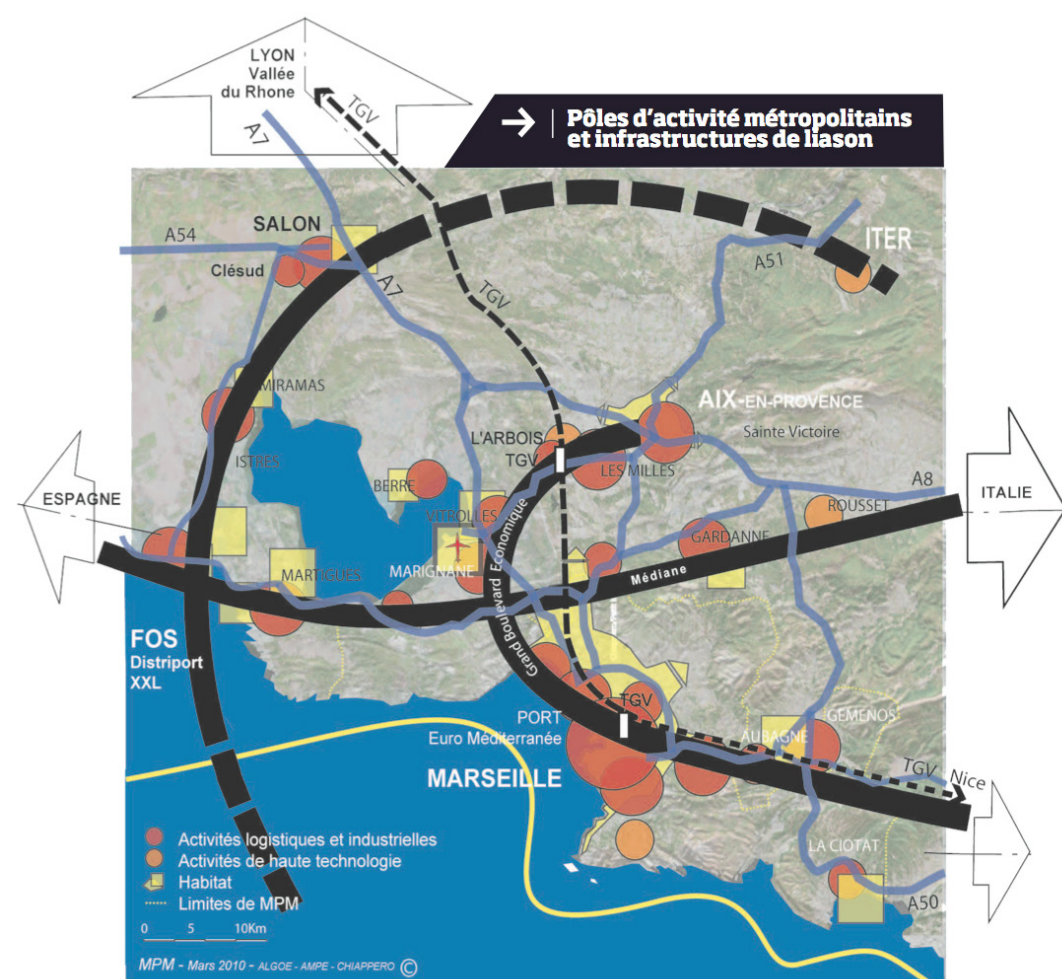 LYON
Vallée
du Rhone
TGV
A7
→ | Pôles d'activité métropolitains
et infrastructures de liason
SALON
A54
Clésud
A7
TGV
A51
ITER
MIRAMAS
AIX-EN-PROVENCE
Sainte Victoire
L'ARBOIS
TGV
LES MILLES
ISTRES
BERRE
A8
ESPAGNE
ITALIE
ROUSSET
VITROLLES
GARDANNE
MARTIGUES
MARIGNANE
Médiane
Grand Boulevard Economique
FOS
Distriport
XXL
TGV
PORT
Euro Méditerranée
MARSEILLE
GEMENOS
AUBAGNE
TGV
Nice
LA CIOTAT
A50
Activités logistiques et industrielles
Activités de haute technologie
Habitat
Limites de MPM
0 5 10Km
MPM - Mars 2010 - ALGOE - AMPE - CHIAPPERO ©